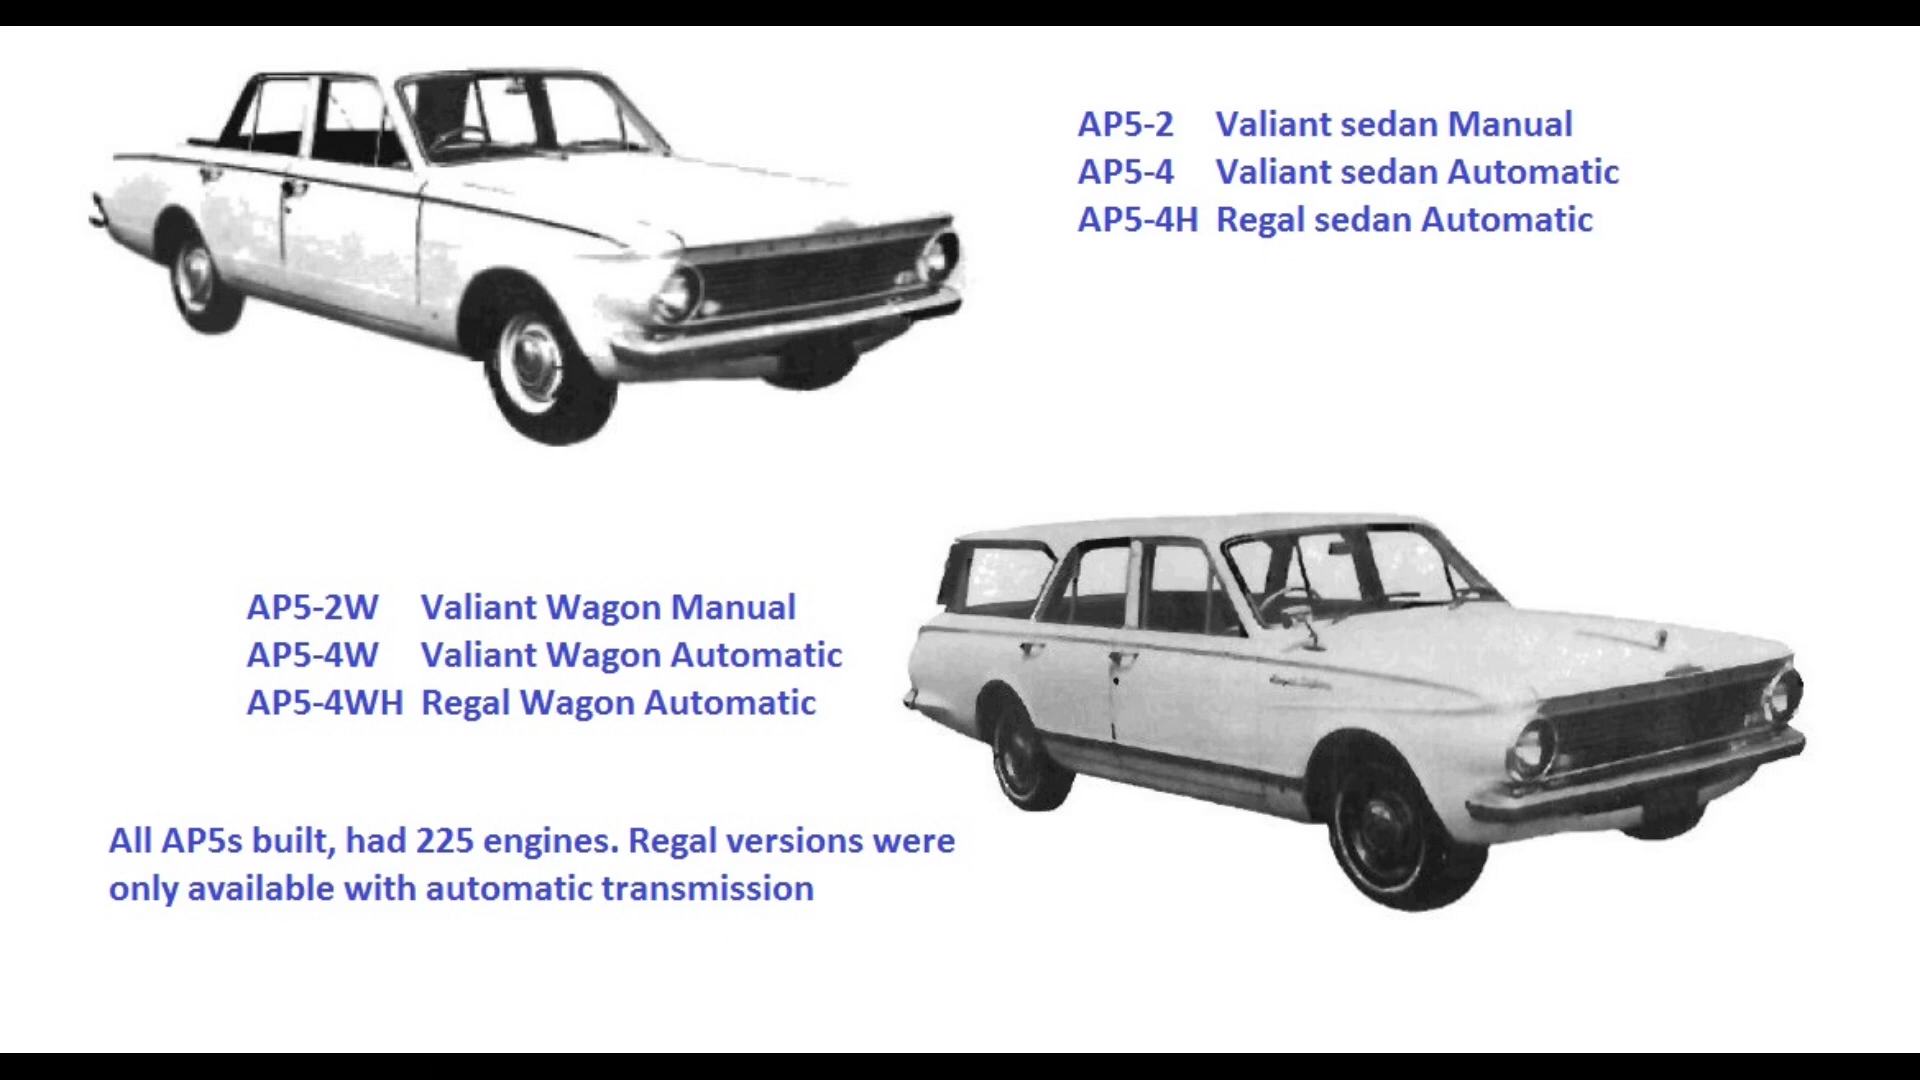 AP5-2 Valiant sedan Manual
AP5-4 Valiant sedan Automatic
AP5-4H Regal sedan Automatic
AP5-2W Valiant Wagon Manual
AP5-4W Valiant Wagon Automatic
AP5-4WH Regal Wagon Automatic
All AP5s built, had 225 engines. Regal versions were
only available with automatic transmission